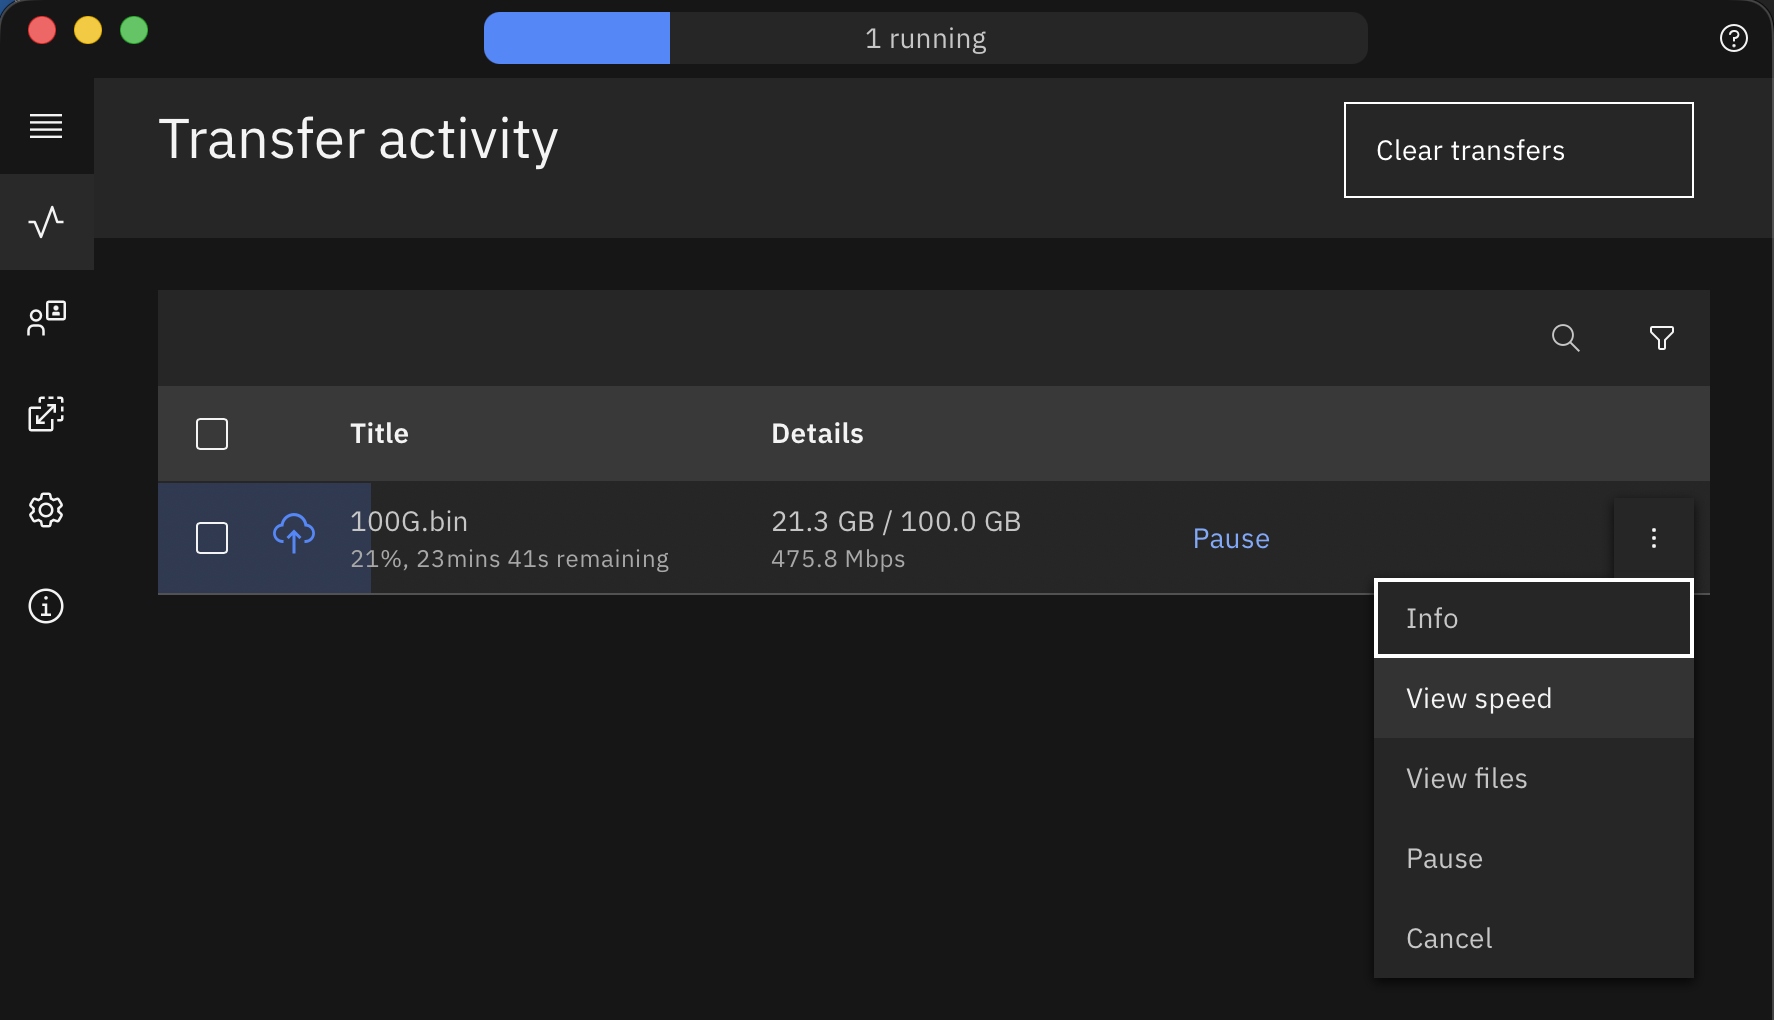 1 running
Transfer activity
Clear transfers
Title
Details
100G.bin
21%, 23mins 41s remaining
21.3 GB / 100.0 GB
475.8 Mbps
Pause
Info
View speed
View files
Pause
Cancel